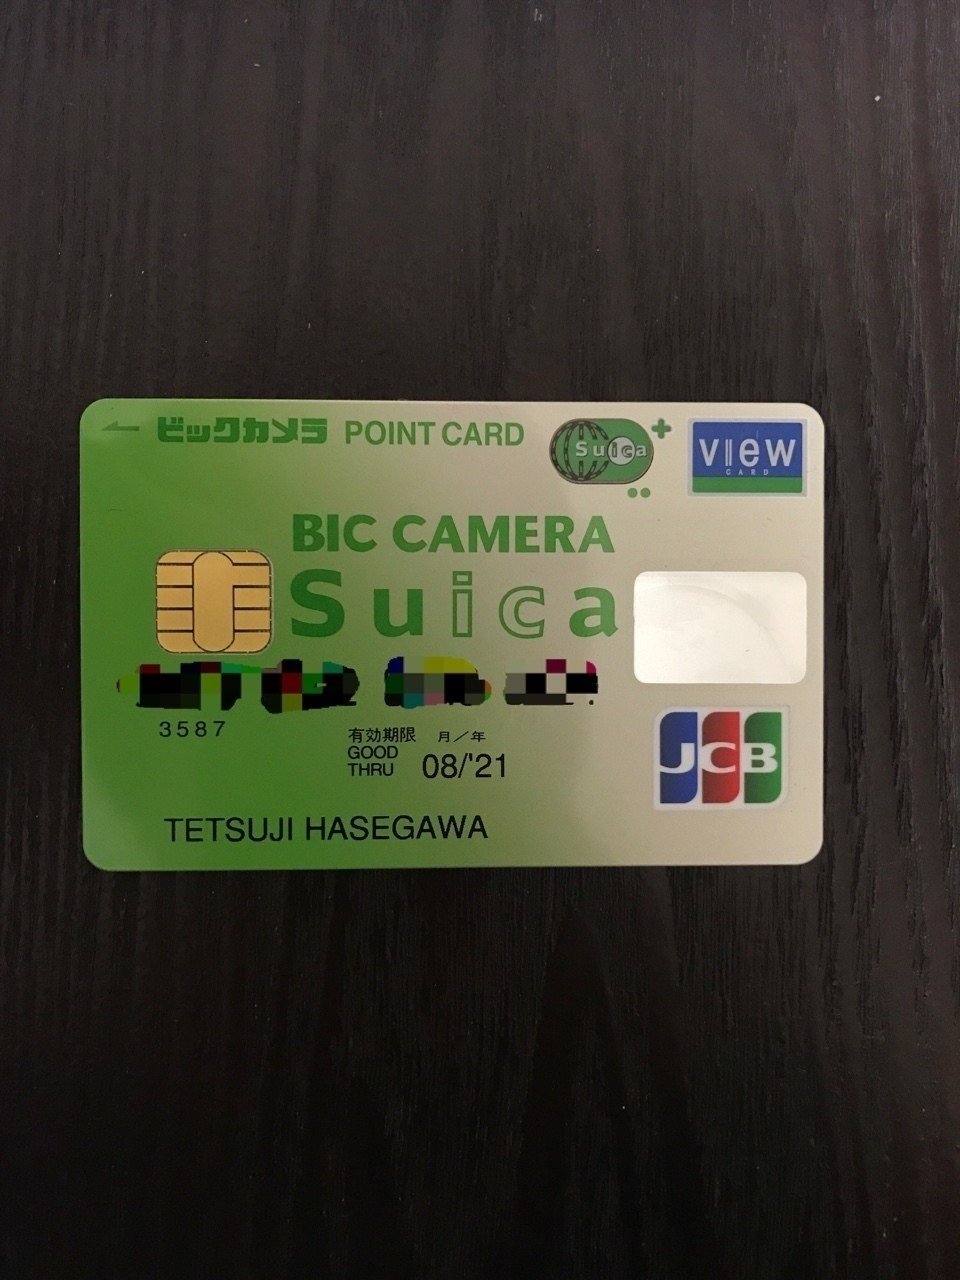 ビックカメラ POINT CARD
Suica
VIEW
CARD
BIC CAMERA
Suica
3587
有効期限 月/年
GOOD
THRU 08/'21
JCB
TETSUJI HASEGAWA